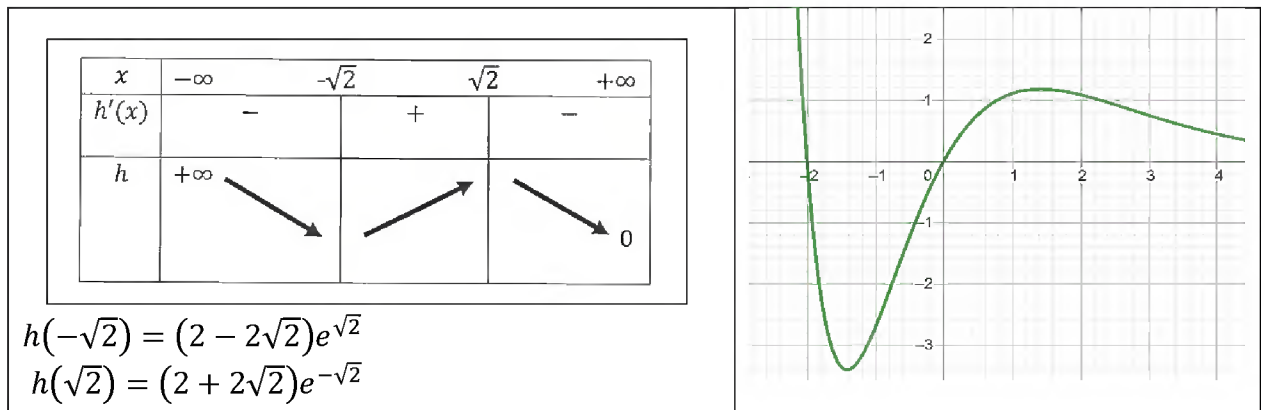 x −∞ -√2 √2 +∞
h′(x) − + −
h +∞ 0
h(−√2) = (2 − 2√2)e^{√2}
h(√2) = (2 + 2√2)e^{−√2}
2
1
−2 −1 0 1 2 3 4
−1
−2
−3